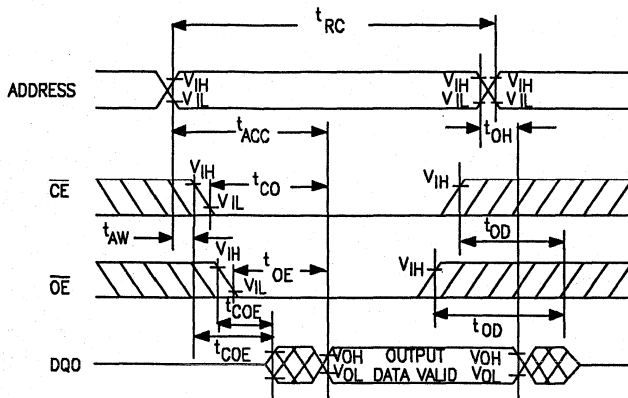 tRC
ADDRESS
VIH
VIL
VIH
VIL
VIH
VIL
tACC
tOH
CE
VIH
VIL
tCO
VIH
tAW
tOD
OE
VIH
VIL
tOE
VIH
tCOE
tOD
tCOE
DQ0
VOH
VOL
OUTPUT
DATA VALID
VOH
VOL